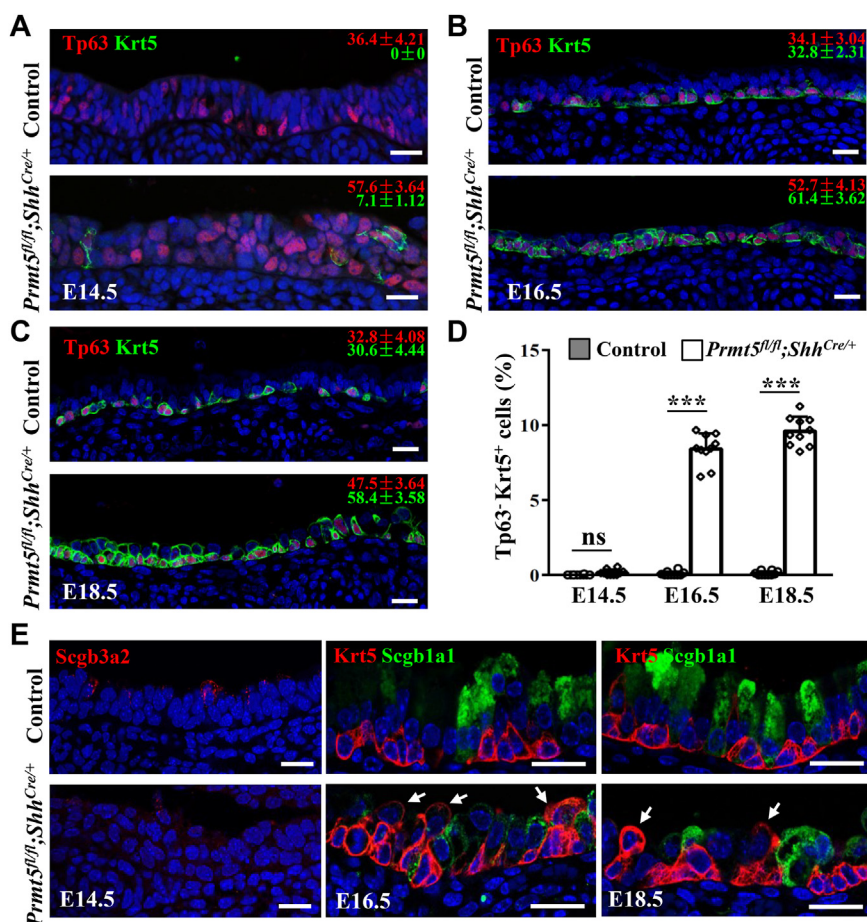 A
Tp63 Krt5
36.4±4.21
0±0
Control
Prmt5fl/fl;ShhCre/+
57.6±3.64
7.1±1.12
E14.5
B
Tp63 Krt5
34.1±3.04
32.8±2.31
Control
Prmt5fl/fl;ShhCre/+
52.7±4.13
61.4±3.62
E16.5
C
Tp63 Krt5
32.8±4.08
30.6±4.44
Control
Prmt5fl/fl;ShhCre/+
47.5±3.64
58.4±3.58
E18.5
D
Control Prmt5fl/fl;ShhCre/+
Tp63- Krt5+ cells (%)
15
10
5
0
ns
***
***
E14.5 E16.5 E18.5
E
Control
Scgb3a2
Krt5 Scgb1a1
Krt5 Scgb1a1
Prmt5fl/fl;ShhCre/+
E14.5
E16.5
E18.5